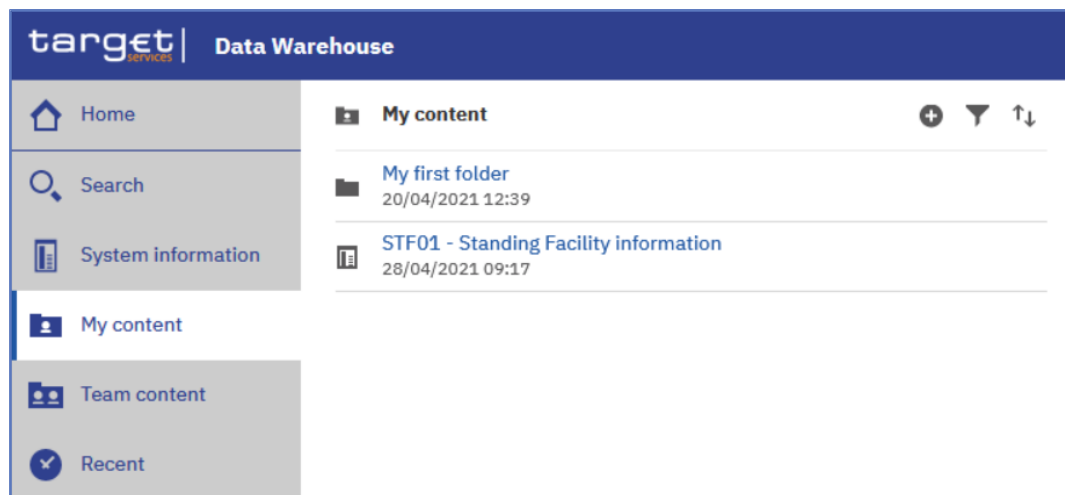 target|
services
Data Warehouse
Home
Search
System information
My content
Team content
Recent
My content
My first folder
20/04/2021 12:39
STF01 - Standing Facility information
28/04/2021 09:17